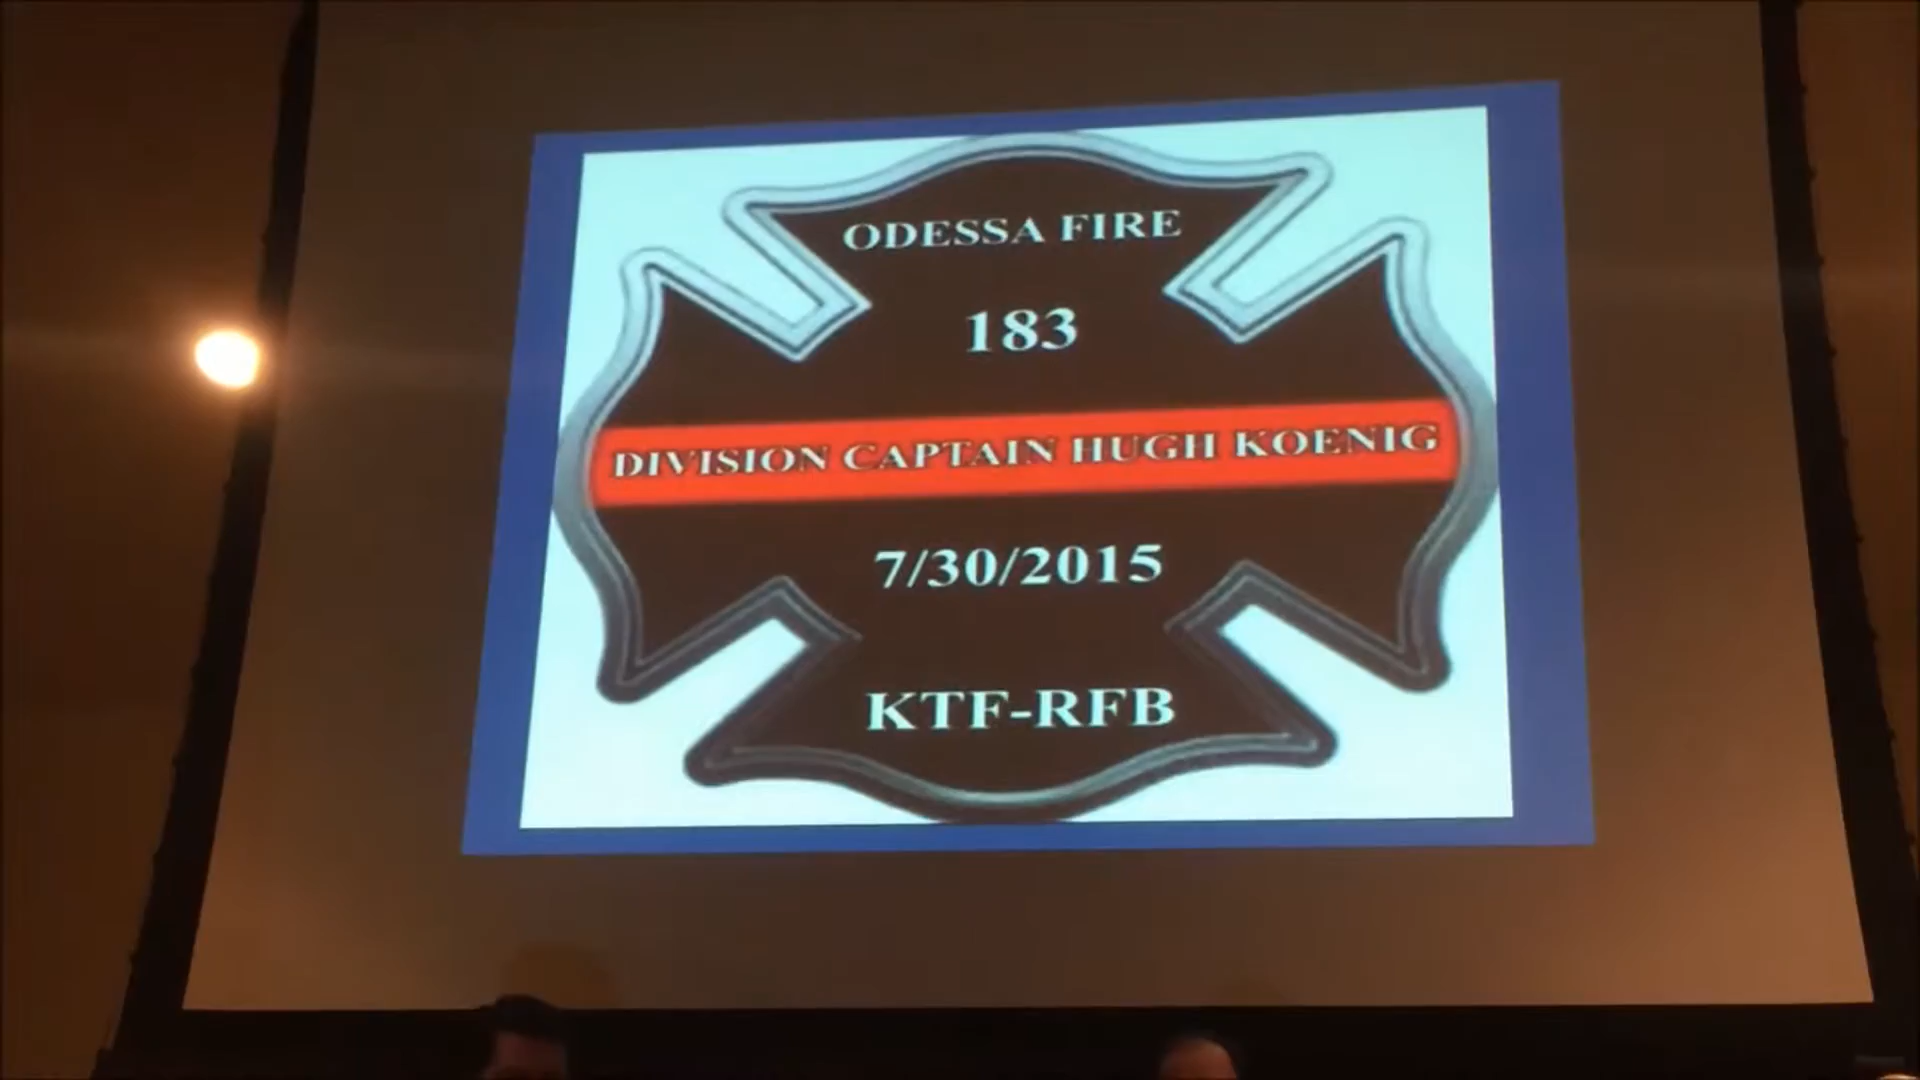 ODESSA FIRE
183
DIVISION CAPTAIN HUGH KOENIG
7/30/2015
KTF-RFB